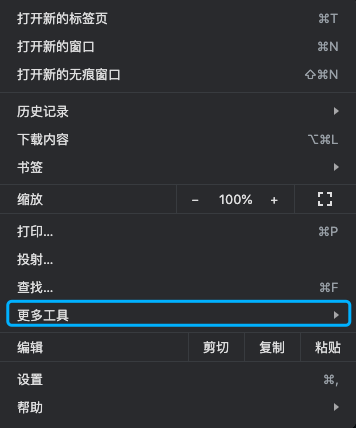 打开新的标签页 ⌘T
打开新的窗口 ⌘N
打开新的无痕窗口 ⇧⌘N
历史记录
下载内容 ⌥⌘L
书签
缩放 − 100% +
打印... ⌘P
投射...
查找... ⌘F
更多工具
编辑 剪切 复制 粘贴
设置 ⌘,
帮助